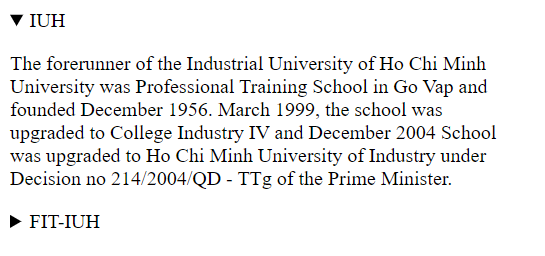 ▼ IUH
The forerunner of the Industrial University of Ho Chi Minh
University was Professional Training School in Go Vap and
founded December 1956. March 1999, the school was
upgraded to College Industry IV and December 2004 School
was upgraded to Ho Chi Minh University of Industry under
Decision no 214/2004/QD - TTg of the Prime Minister.
▶ FIT-IUH